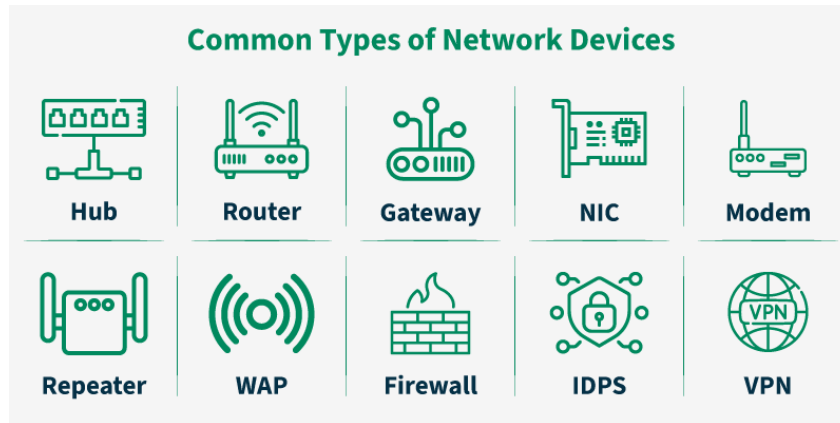 Common Types of Network Devices
Hub
Router
Gateway
NIC
Modem
VPN
Repeater
WAP
Firewall
IDPS
VPN